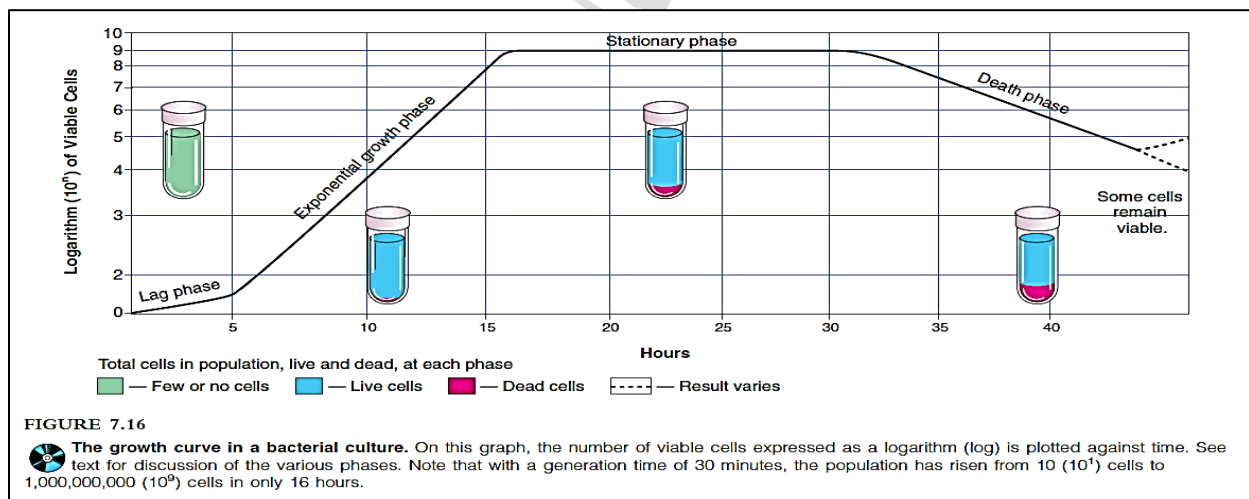 10
9
8
7
6
5
4
3
2
0
Logarithm (10ⁿ) of Viable Cells
Lag phase
Exponential growth phase
Stationary phase
Death phase
Some cells
remain
viable.
5 10 15 20 25 30 35 40
Hours
Total cells in population, live and dead, at each phase
— Few or no cells — Live cells — Dead cells — Result varies
FIGURE 7.16
The growth curve in a bacterial culture. On this graph, the number of viable cells expressed as a logarithm (log) is plotted against time. See
text for discussion of the various phases. Note that with a generation time of 30 minutes, the population has risen from 10 (10¹) cells to
1,000,000,000 (10⁹) cells in only 16 hours.